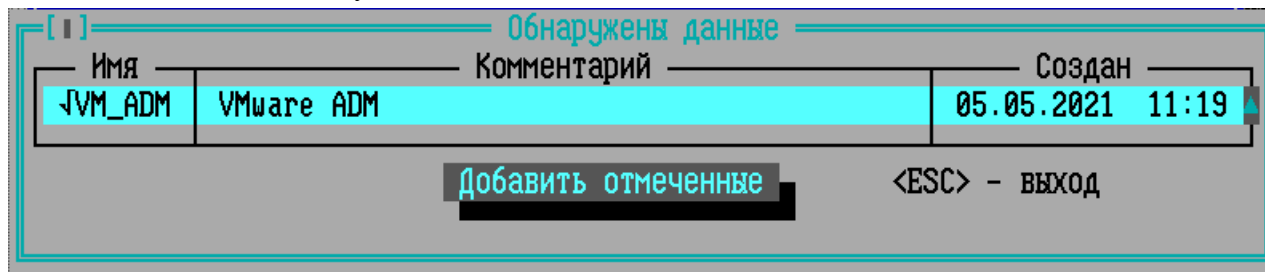 Обнаружены данные
Имя Комментарий Создан
√VM_ADM VMware ADM 05.05.2021 11:19
Добавить отмеченные <ESC> - выход